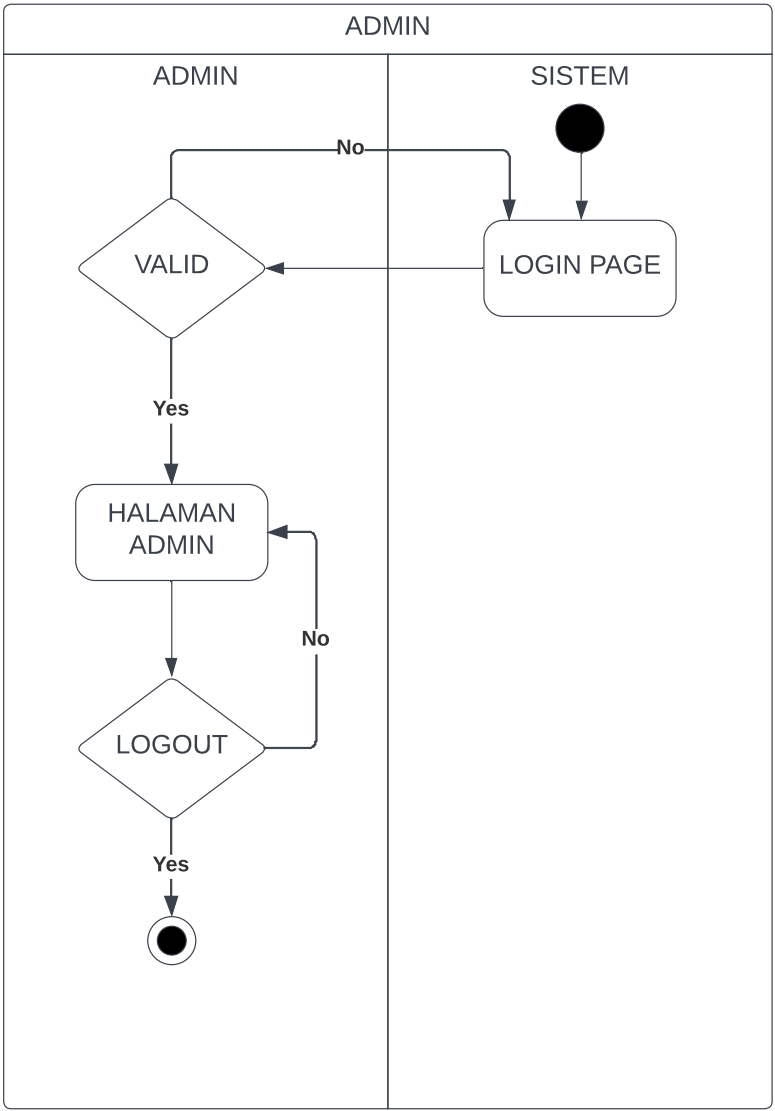 ADMIN
ADMIN
SISTEM
No
VALID
LOGIN PAGE
Yes
HALAMAN
ADMIN
No
LOGOUT
Yes